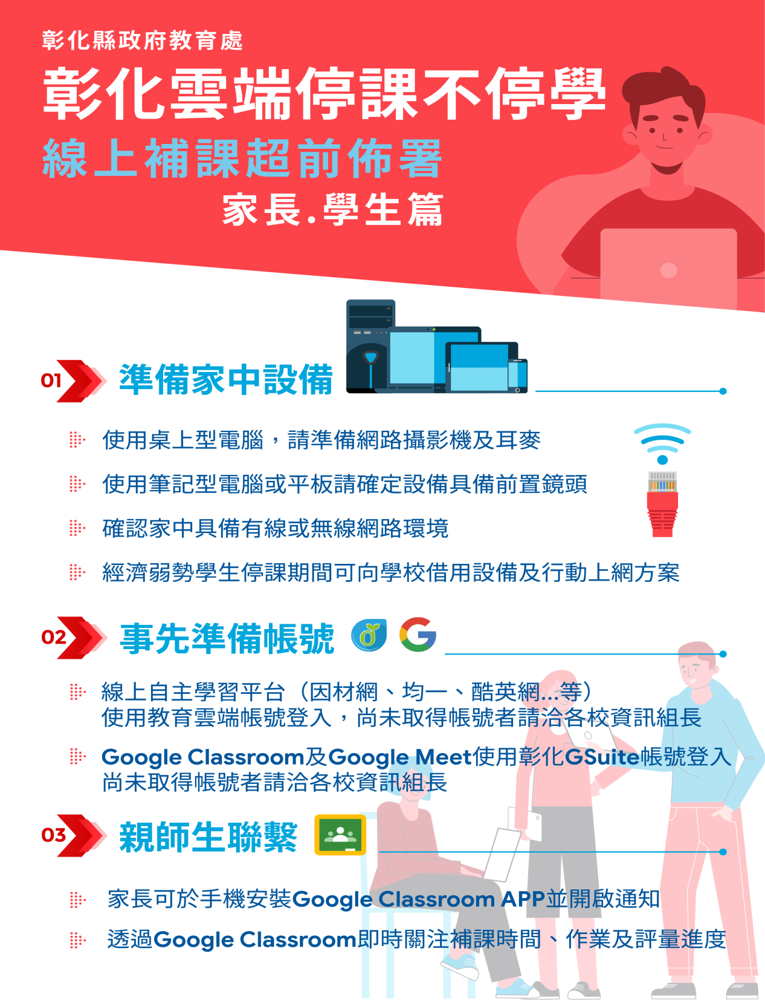 彰化縣政府教育處
彰化雲端停課不停學
線上補課超前佈署
家長.學生篇
01 準備家中設備
使用桌上型電腦，請準備網路攝影機及耳麥
使用筆記型電腦或平板請確定設備具備前置鏡頭
確認家中具備有線或無線網路環境
經濟弱勢學生停課期間可向學校借用設備及行動上網方案
02 事先準備帳號
線上自主學習平台（因材網、均一、酷英網...等）
使用教育雲端帳號登入，尚未取得帳號者請洽各校資訊組長
Google Classroom及Google Meet使用彰化GSuite帳號登入
尚未取得帳號者請洽各校資訊組長
03 親師生聯繫
家長可於手機安裝Google Classroom APP並開啟通知
透過Google Classroom即時關注補課時間、作業及評量進度